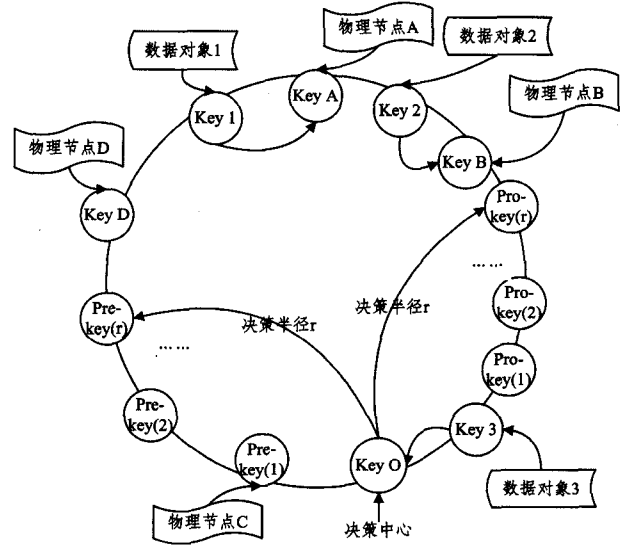 物理节点A
数据对象1
数据对象2
Key A
Key 1
Key 2
物理节点B
物理节点D
Key B
Key D
Pro-
key(r)
……
Pre-
key(r)
决策半径r
决策半径r
Pro-
key(2)
……
Pro-
key(1)
Pre-
key(2)
Key 3
Pre-
key(1)
Key O
数据对象3
物理节点C
决策中心